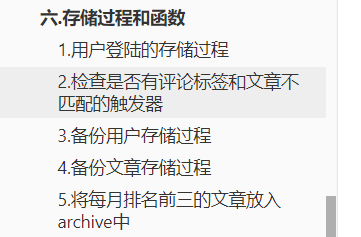 六.存储过程和函数
1.用户登陆的存储过程
2.检查是否有评论标签和文章不
匹配的触发器
3.备份用户存储过程
4.备份文章存储过程
5.将每月排名前三的文章放入
archive中